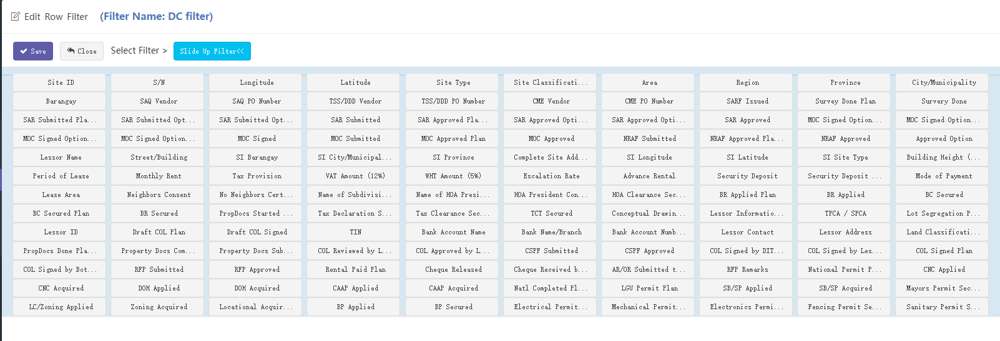 Edit Row Filter (Filter Name: DC filter)
Save Close Select Filter > Slide Up Filter<<
Site ID S/N Longitude Latitude Site Type Site Classificati... Area Region Province City/Municipality
Barangay SAQ Vendor SAQ PO Number TSS/DDD Vendor TSS/DDD PO Number CME Vendor CME PO Number SARF Issued Survey Done Plan Survery Done
SAR Submitted Pla... SAR Submitted Opt... SAR Submitted Opt... SAR Submitted SAR Approved Pla... SAR Approved Opti... SAR Approved Opti... SAR Approved MOC Signed Option... MOC Signed Option...
MOC Signed Option... MOC Signed Option... MOC Signed MOC Submitted MOC Approved Plan MOC Approved NRAF Submitted NRAF Approved Pla... NRAF Approved Approved Option
Lessor Name Street/Building SI Barangay SI City/Municipal... SI Province Complete Site Add... SI Longitude SI Latitude SI Site Type Building Height (...
Period of Lease Monthly Rent Tax Provision VAT Amount (12%) WHT Amount (5%) Escalation Rate Advance Rental Security Deposit Security Deposit ... Mode of Payment
Lease Area Neighbors Consent No Neighbors Cert... Name of Subdivisi... Name of HOA Presi... HOA President Con... HOA Clearance Sec... BR Applied Plan BR Applied BC Secured
BC Secured Plan BR Secured PropDocs Started ... Tax Declaration S... Tax Clearance Sec... TCT Secured Conceptual Drawin... Lessor Informatio... TPCA / SPCA Lot Segregation P...
Lessor ID Draft COL Plan Draft COL Signed TIN Bank Account Name Bank Name/Branch Bank Account Numb... Lessor Contact Lessor Address Land Classificati...
PropDocs Done Pla... Property Docs Com... Property Docs Sub... COL Reviewed by L... COL Approved by L... CSPF Submitted CSPF Approved COL Signed by DIT... COL Signed by Les... COL Signed Plan
COL Signed by Bot... RFP Submitted RFP Approved Rental Paid Plan Cheque Released Cheque Received b... AR/OR Submitted t... RFP Remarks National Permit P... CNC Applied
CNC Acquired DOH Applied DOH Acquired CAAP Applied CAAP Acquired Natl Completed Pl... LGU Permit Plan SB/SP Applied SB/SP Acquired Mayors Permit Sec...
LC/Zoning Applied Zoning Acquired Locational Acquir... BP Applied BP Secured Electrical Permit... Mechanical Permit... Electronics Permi... Fencing Permit Se... Sanitary Permit S...